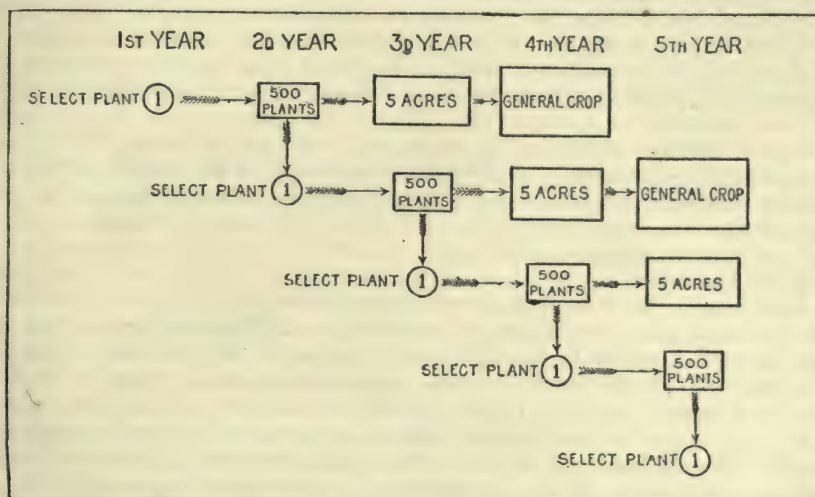 1ST YEAR 2D YEAR 3D YEAR 4TH YEAR 5TH YEAR
SELECT PLANT 1 500 PLANTS 5 ACRES GENERAL CROP
SELECT PLANT 1 500 PLANTS 5 ACRES GENERAL CROP
SELECT PLANT 1 500 PLANTS 5 ACRES
SELECT PLANT 1 500 PLANTS
SELECT PLANT 1